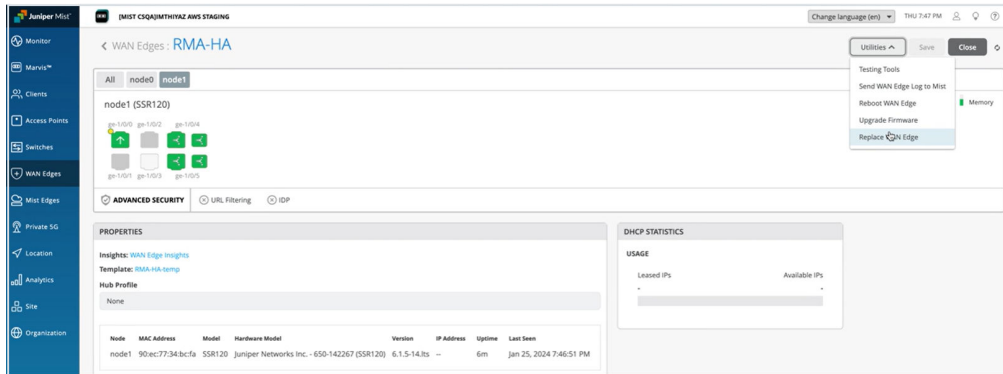 Juniper Mist™
[MIST CSQA]IMTHIYAZ AWS STAGING
Change language (en)
THU 7:47 PM
Monitor
Marvis™
Clients
Access Points
Switches
WAN Edges
Mist Edges
Private 5G
Location
Analytics
Site
Organization
< WAN Edges : RMA-HA
Utilities
Save
Close
Testing Tools
Send WAN Edge Log to Mist
Reboot WAN Edge
Upgrade Firmware
Replace WAN Edge
Memory
All node0 node1
node1 (SSR120)
ge-1/0/0 ge-1/0/2 ge-1/0/4
ge-1/0/1 ge-1/0/3 ge-1/0/5
ADVANCED SECURITY URL Filtering IDP
PROPERTIES
Insights: WAN Edge Insights
Template: RMA-HA-temp
Hub Profile
None
Node MAC Address Model Hardware Model Version IP Address Uptime Last Seen
node1 90:ec:77:34:bc:fa SSR120 Juniper Networks Inc. - 650-142267 (SSR120) 6.1.5-14.lts -- 6m Jan 25, 2024 7:46:51 PM
DHCP STATISTICS
USAGE
Leased IPs Available IPs
- -